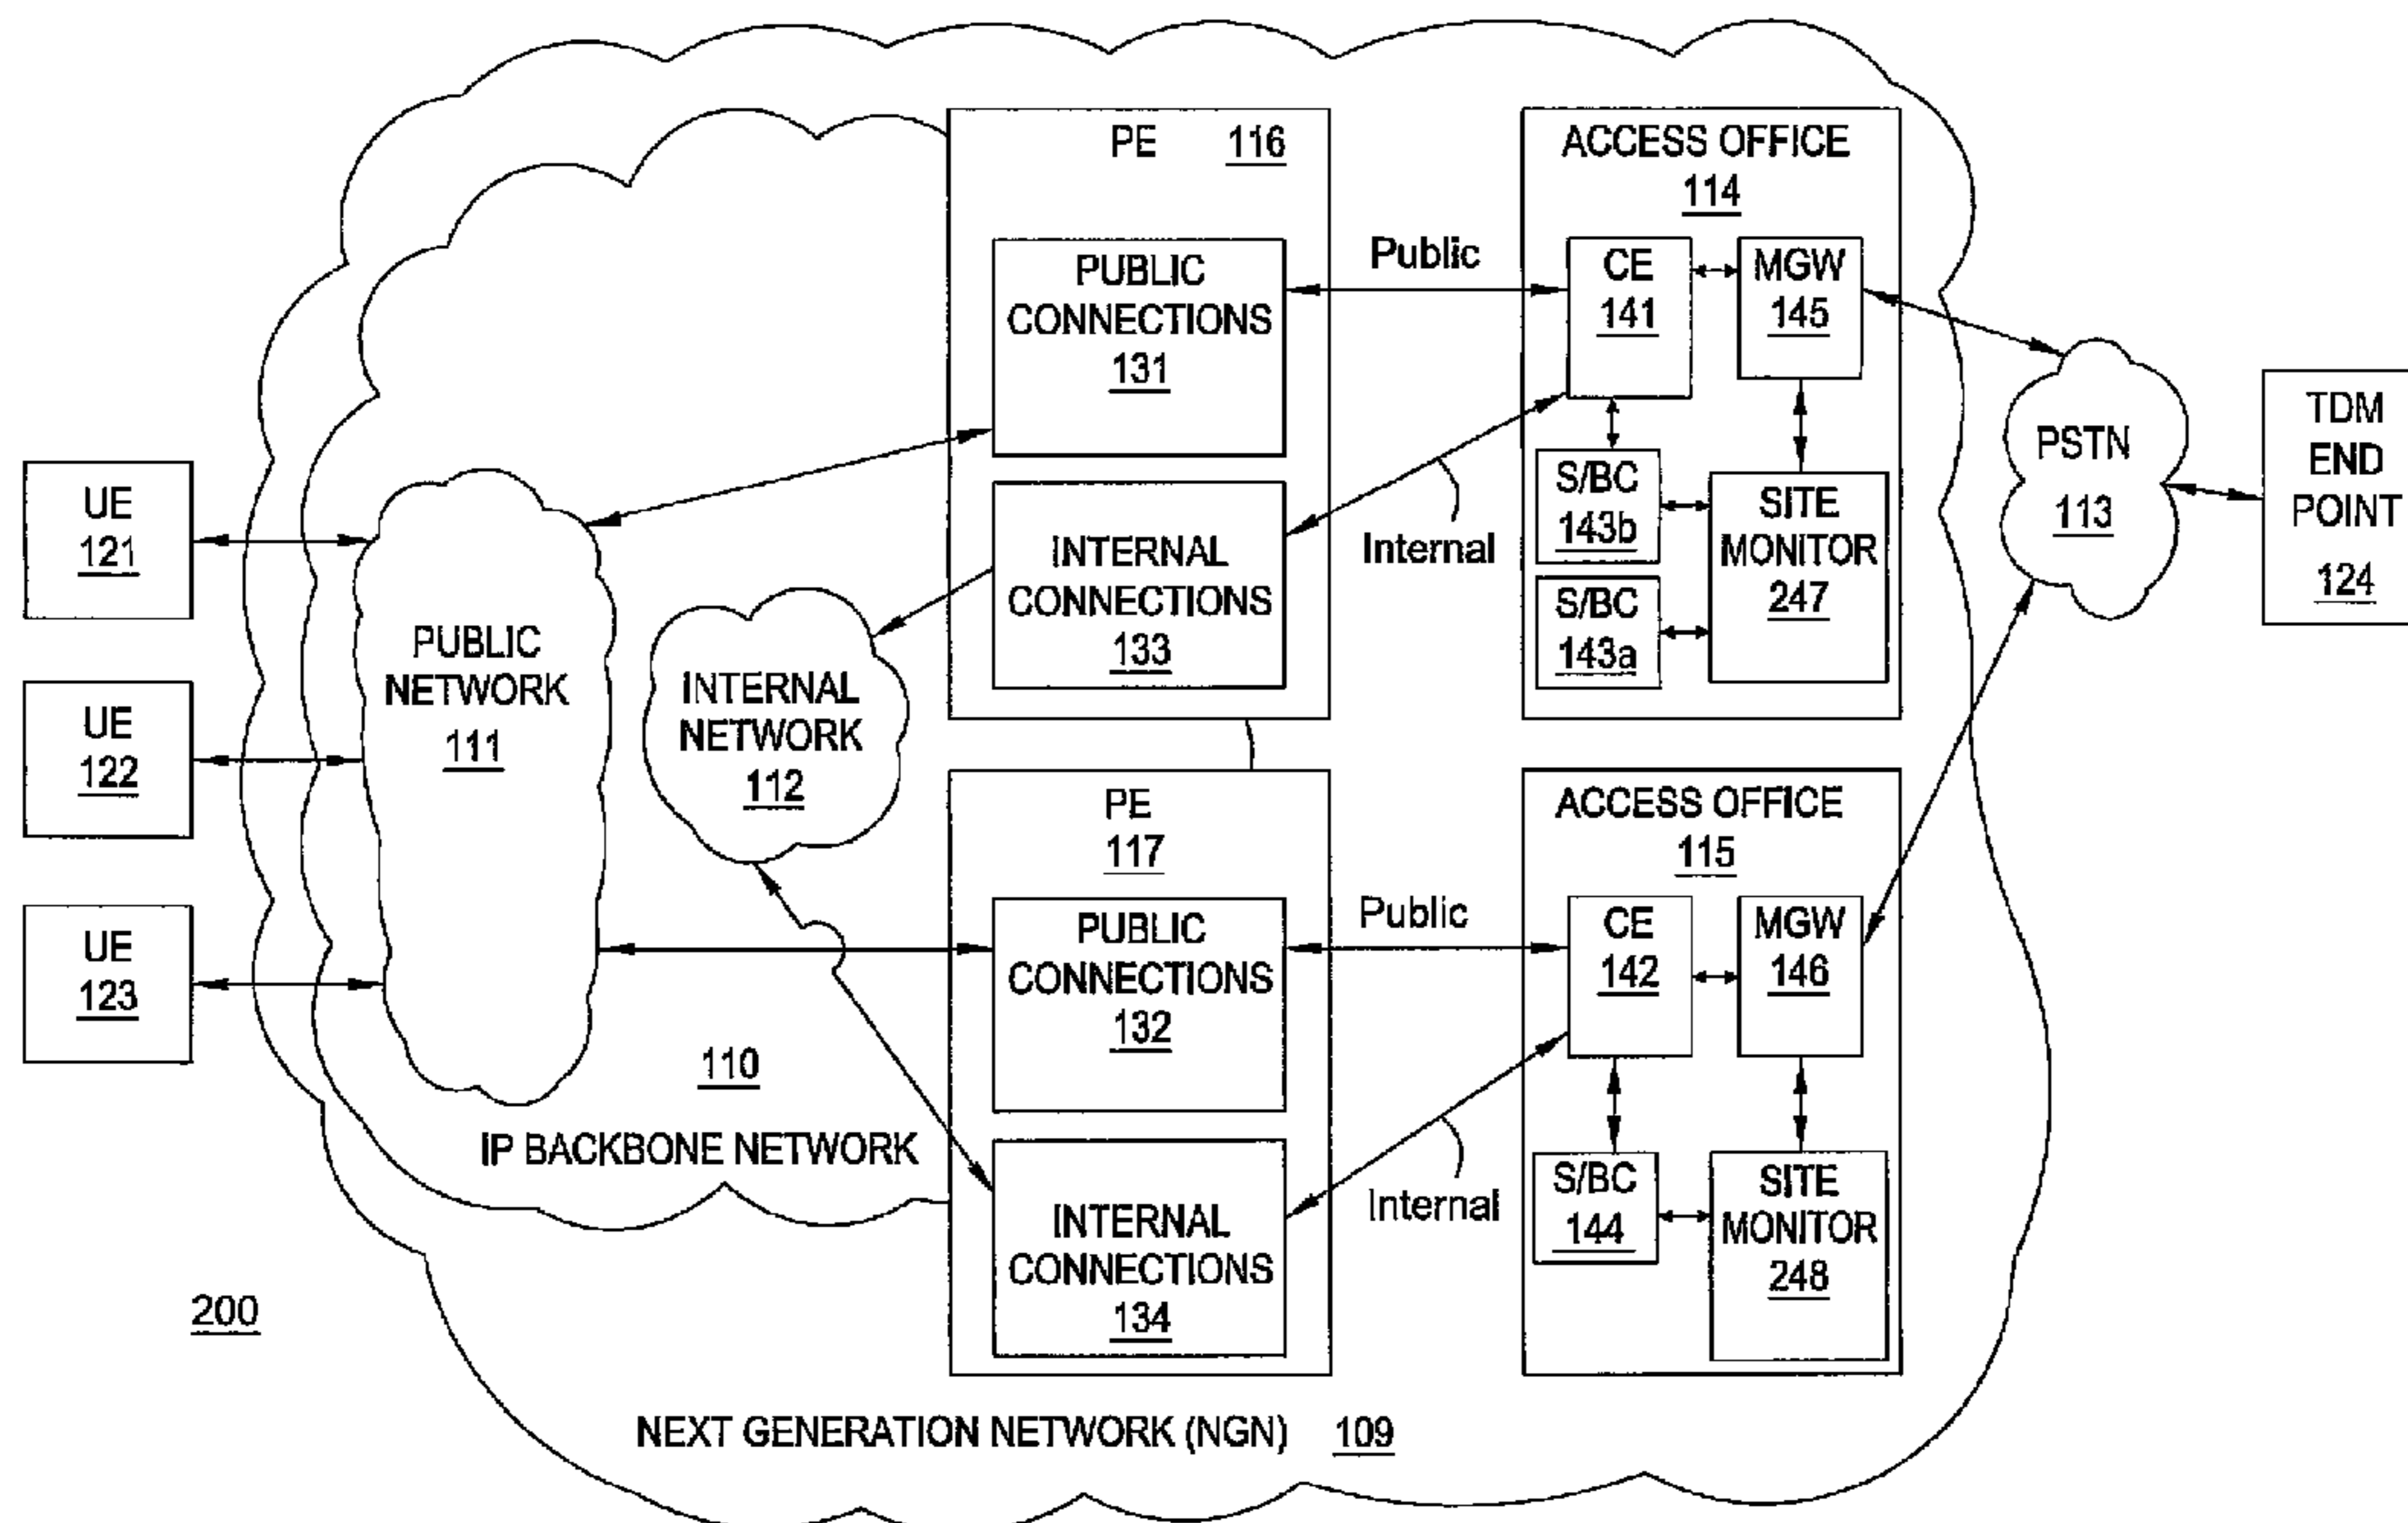 UE
121
UE
122
UE
123
200
PUBLIC
NETWORK
111
INTERNAL
NETWORK
112
110
IP BACKBONE NETWORK
NEXT GENERATION NETWORK (NGN) 109
PE 116
PUBLIC
CONNECTIONS
131
INTERNAL
CONNECTIONS
133
PE
117
PUBLIC
CONNECTIONS
132
INTERNAL
CONNECTIONS
134
Public
Internal
Public
Internal
ACCESS OFFICE
114
CE
141
MGW
145
S/BC
143b
S/BC
143a
SITE
MONITOR
247
ACCESS OFFICE
115
CE
142
MGW
146
S/BC
144
SITE
MONITOR
248
PSTN
113
TDM
END
POINT
124